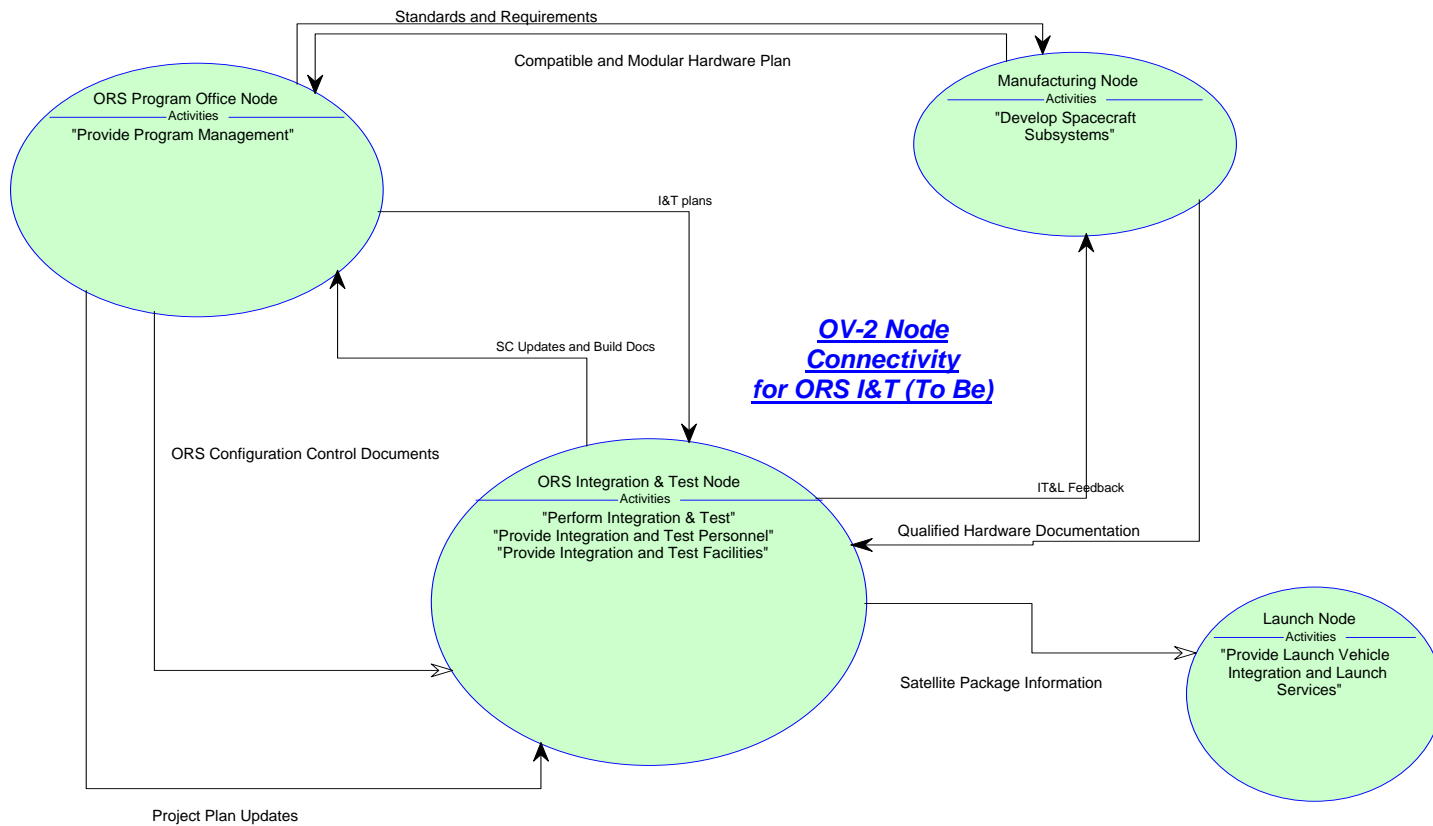 Standards and Requirements
Compatible and Modular Hardware Plan
ORS Program Office Node
Activities
"Provide Program Management"
Manufacturing Node
Activities
"Develop Spacecraft
Subsystems"
I&T plans
OV-2 Node
Connectivity
for ORS I&T (To Be)
SC Updates and Build Docs
ORS Configuration Control Documents
ORS Integration & Test Node
Activities
"Perform Integration & Test"
"Provide Integration and Test Personnel"
"Provide Integration and Test Facilities"
IT&L Feedback
Qualified Hardware Documentation
Launch Node
Activities
"Provide Launch Vehicle
Integration and Launch
Services"
Satellite Package Information
Project Plan Updates